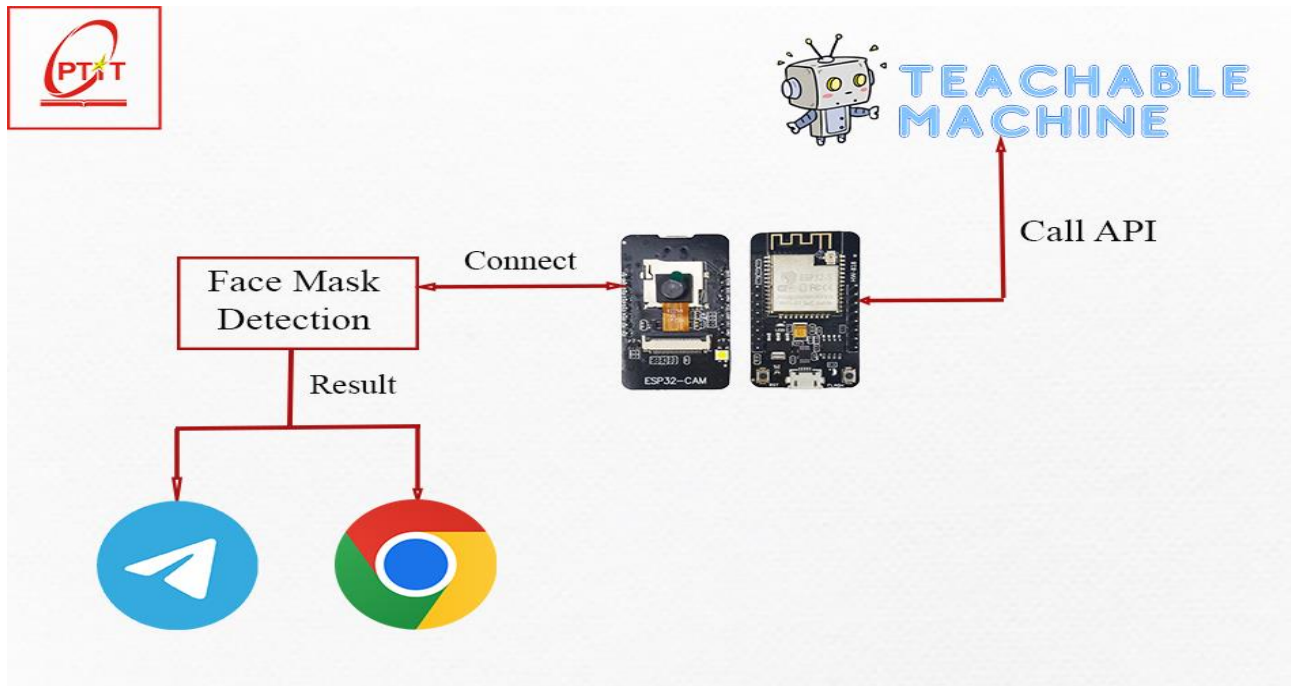 PTiT
TEACHABLE
MACHINE
Call API
Connect
Face Mask
Detection
ESP32-CAM
Result